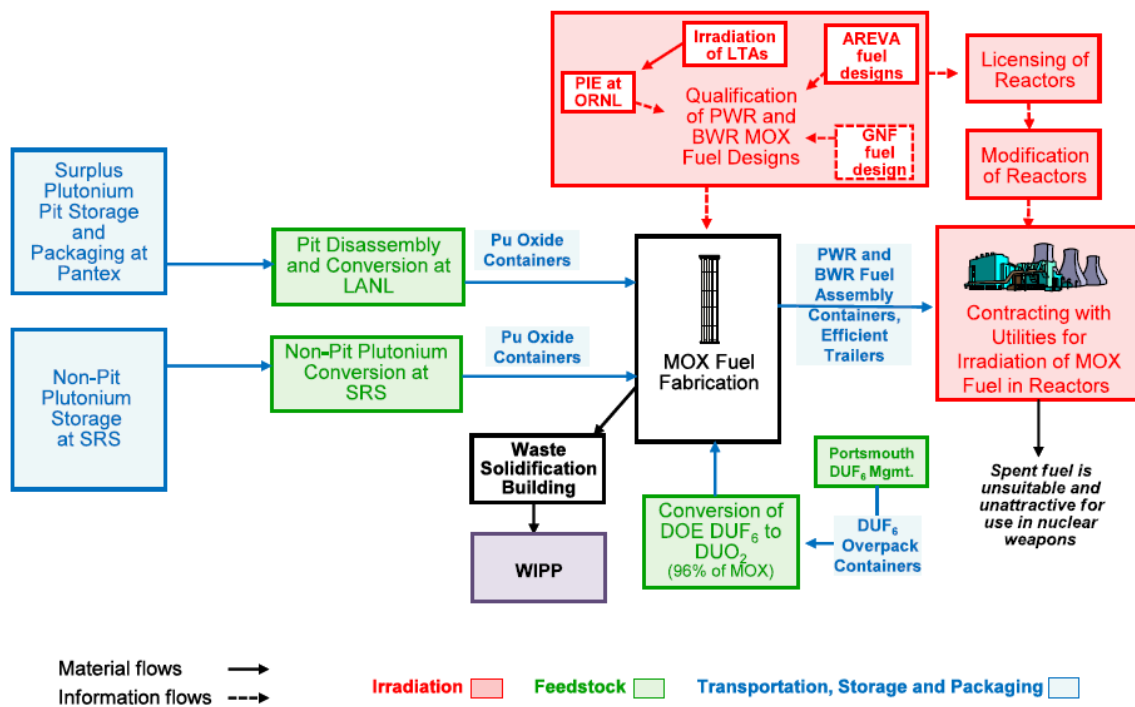 Irradiation
of LTAs
AREVA
fuel
designs
PIE at
ORNL
Qualification
of PWR and
BWR MOX
Fuel Designs
GNF
fuel
design
Licensing of
Reactors
Modification
of Reactors
Surplus
Plutonium
Pit Storage
and
Packaging at
Pantex
Pit Disassembly
and Conversion at
LANL
Pu Oxide
Containers
Non-Pit
Plutonium
Storage
at SRS
Non-Pit Plutonium
Conversion at
SRS
Pu Oxide
Containers
MOX Fuel
Fabrication
PWR and
BWR Fuel
Assembly
Containers,
Efficient
Trailers
Contracting with
Utilities for
Irradiation of MOX
Fuel in Reactors
Waste
Solidification
Building
WIPP
Portsmouth
DUF₆ Mgmt.
Conversion of
DOE DUF₆ to
DUO₂
(96% of MOX)
DUF₆
Overpack
Containers
Spent fuel is
unsuitable and
unattractive for
use in nuclear
weapons
Material flows
Information flows
Irradiation
Feedstock
Transportation, Storage and Packaging